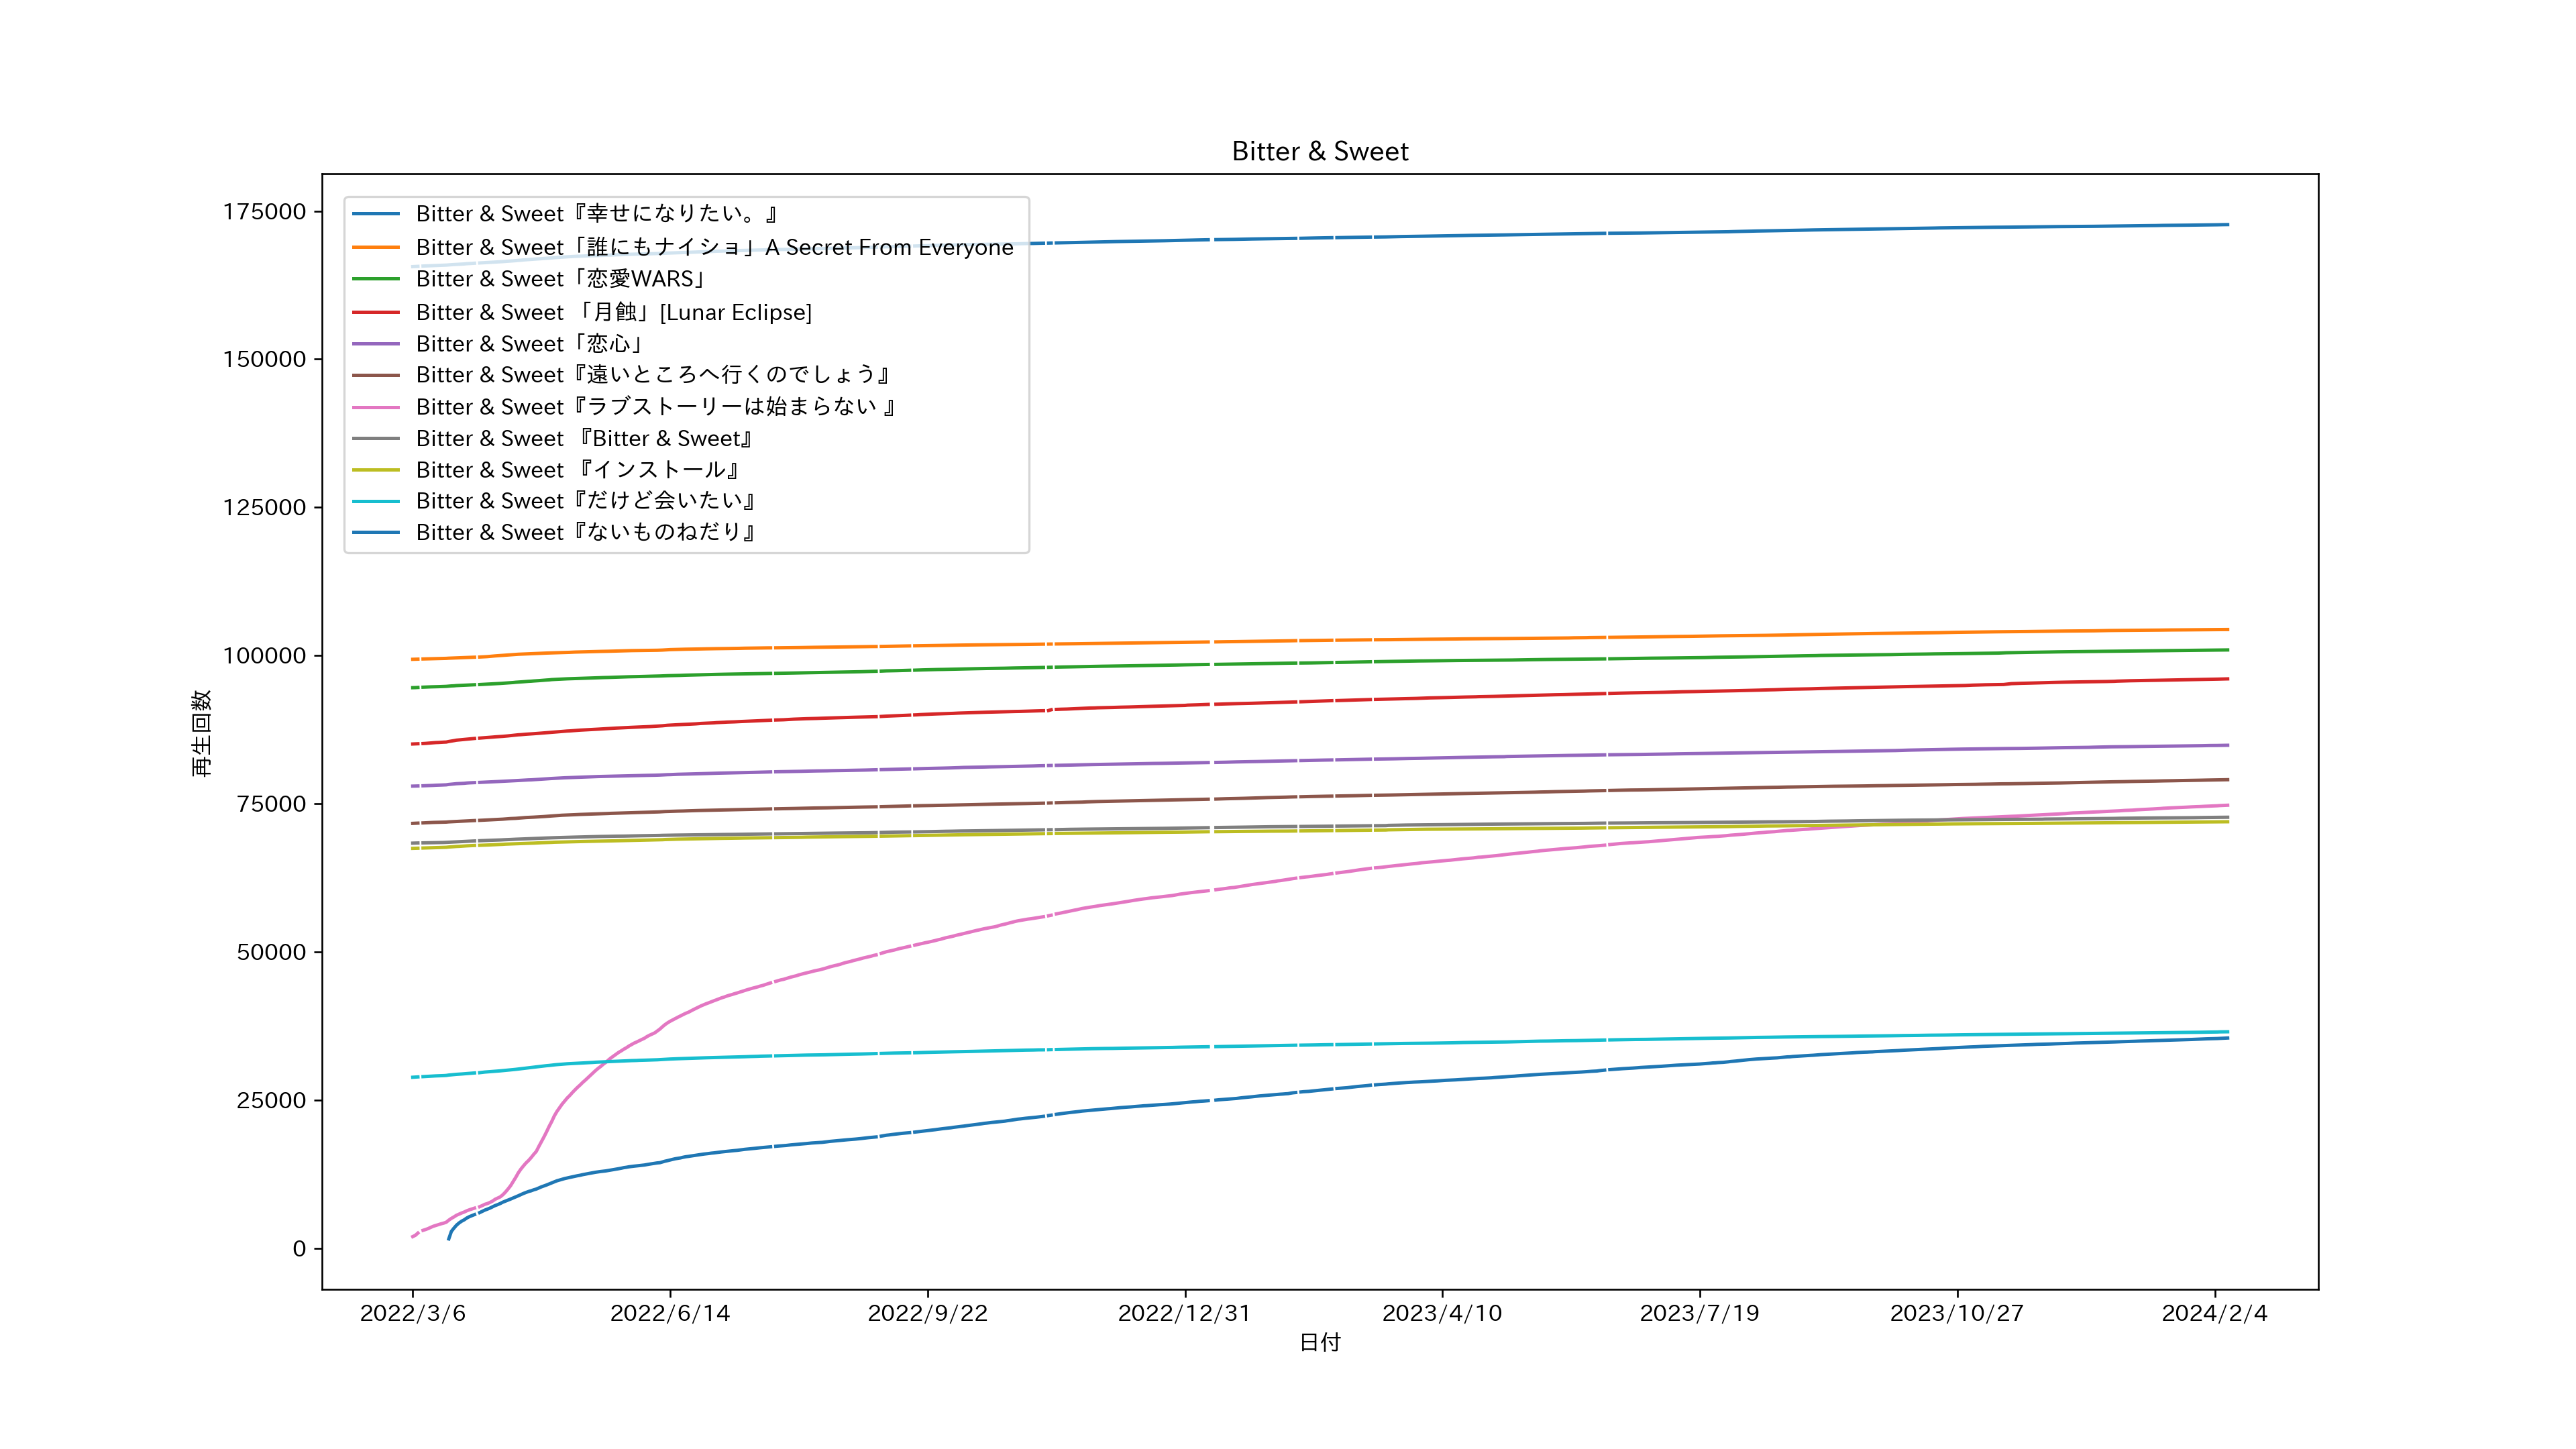 Bitter & Sweet
175000
150000
125000
100000
75000
50000
25000
0
再生回数
Bitter & Sweet『幸せになりたい。』
Bitter & Sweet「誰にもナイショ」A Secret From Everyone
Bitter & Sweet「恋愛WARS」
Bitter & Sweet 「月蝕」[Lunar Eclipse]
Bitter & Sweet「恋心」
Bitter & Sweet『遠いところへ行くのでしょう』
Bitter & Sweet『ラブストーリーは始まらない 』
Bitter & Sweet 『Bitter & Sweet』
Bitter & Sweet 『インストール』
Bitter & Sweet『だけど会いたい』
Bitter & Sweet『ないものねだり』
2022/3/6 2022/6/14 2022/9/22 2022/12/31 2023/4/10 2023/7/19 2023/10/27 2024/2/4
日付